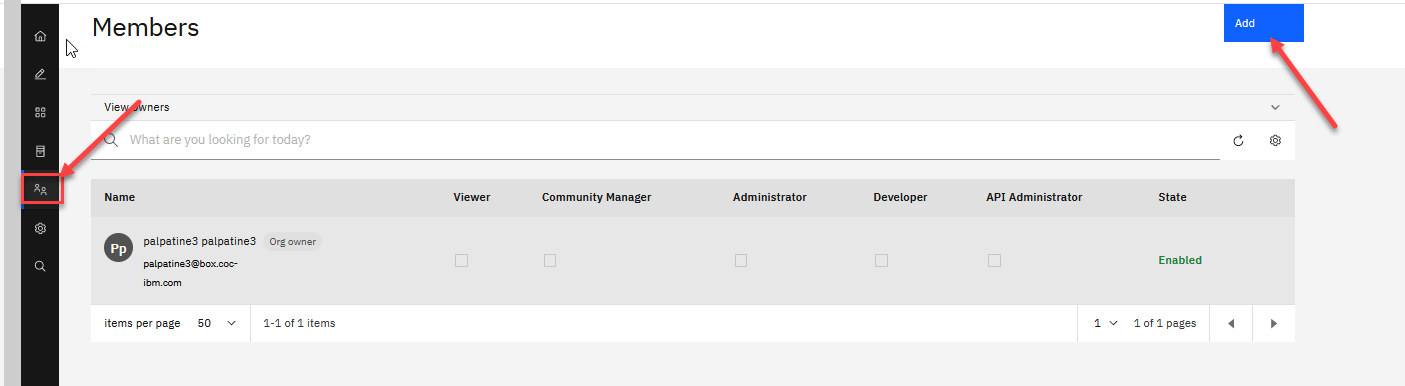 Members
Add
View owners
What are you looking for today?
Name Viewer Community Manager Administrator Developer API Administrator State
Pp palpatine3 palpatine3 Org owner
palpatine3@box.coc-
ibm.com
Enabled
items per page 50 1-1 of 1 items 1 1 of 1 pages